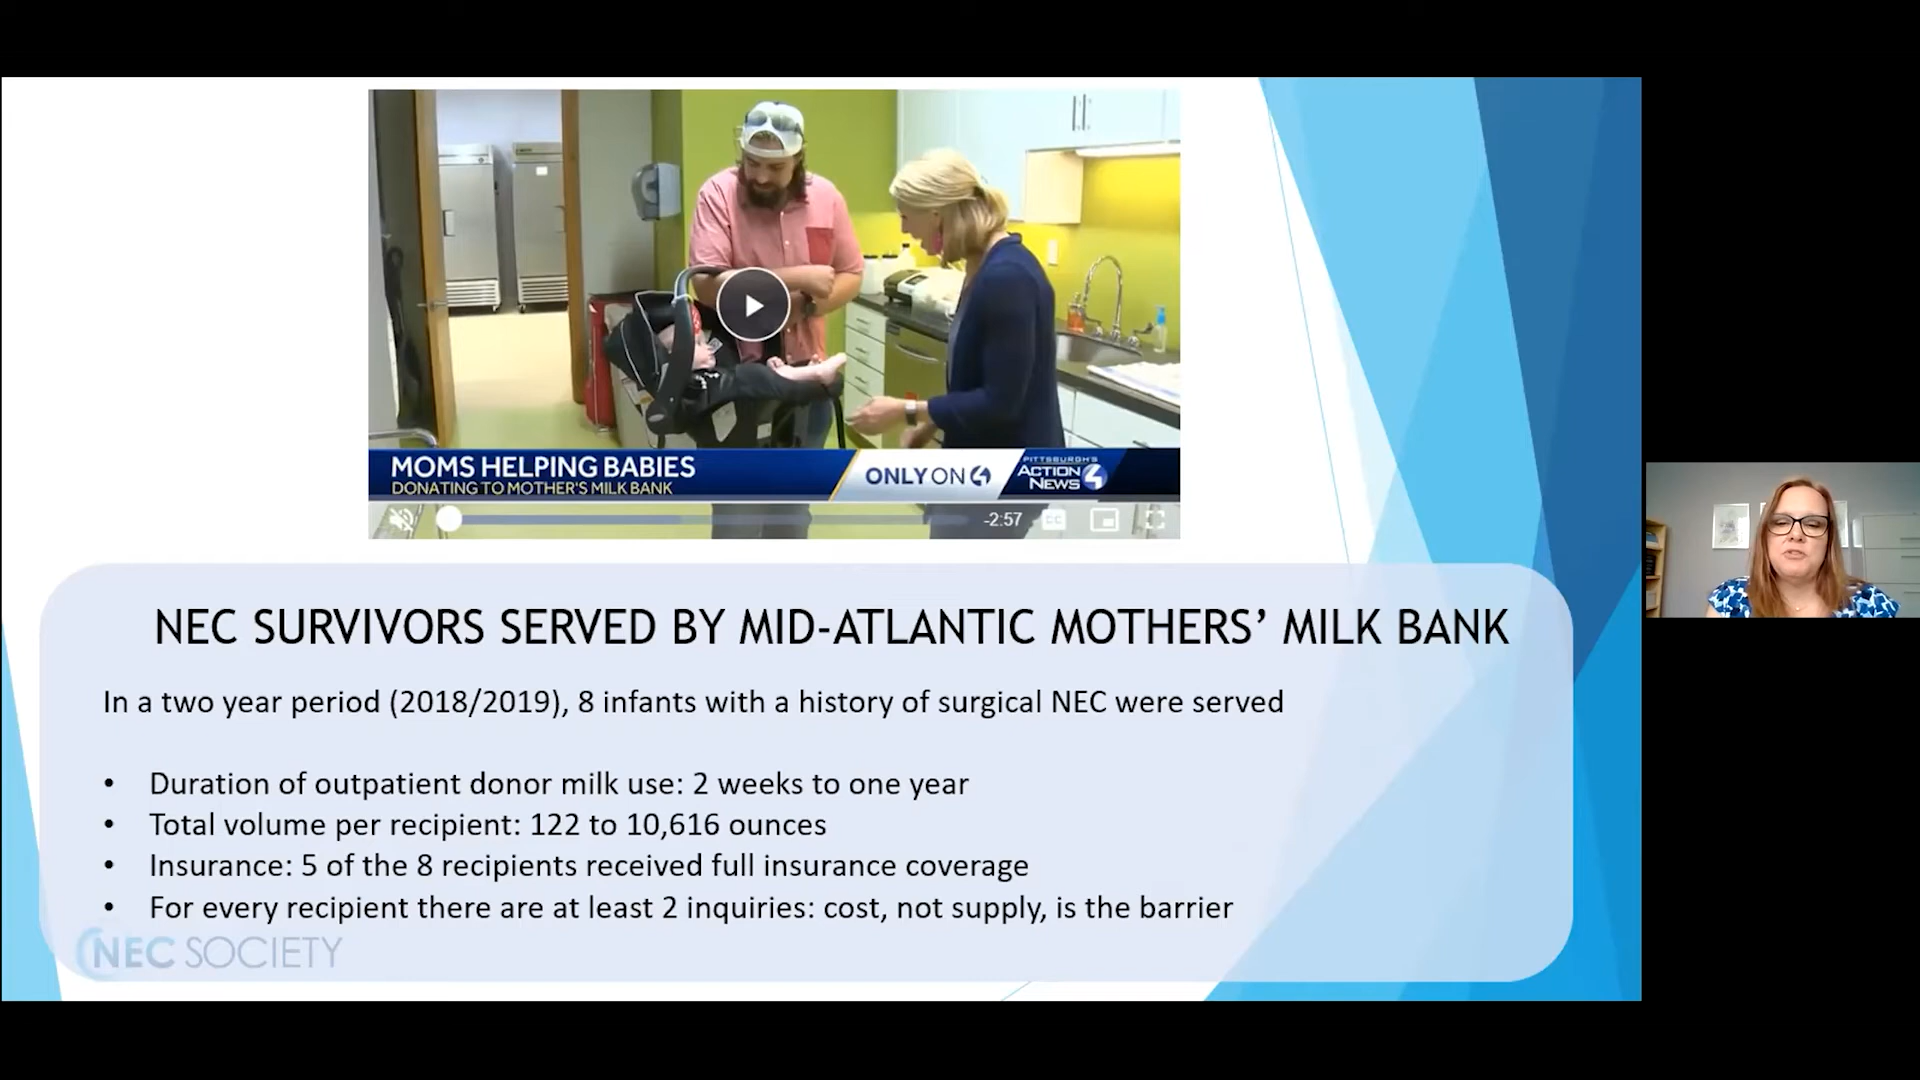 MOMS HELPING BABIES
DONATING TO MOTHER'S MILK BANK
ONLY ON 4
PITTSBURGH'S
ACTION
NEWS 4
-2:57
CC
NEC SURVIVORS SERVED BY MID-ATLANTIC MOTHERS’ MILK BANK
In a two year period (2018/2019), 8 infants with a history of surgical NEC were served
• Duration of outpatient donor milk use: 2 weeks to one year
• Total volume per recipient: 122 to 10,616 ounces
• Insurance: 5 of the 8 recipients received full insurance coverage
• For every recipient there are at least 2 inquiries: cost, not supply, is the barrier
NEC SOCIETY